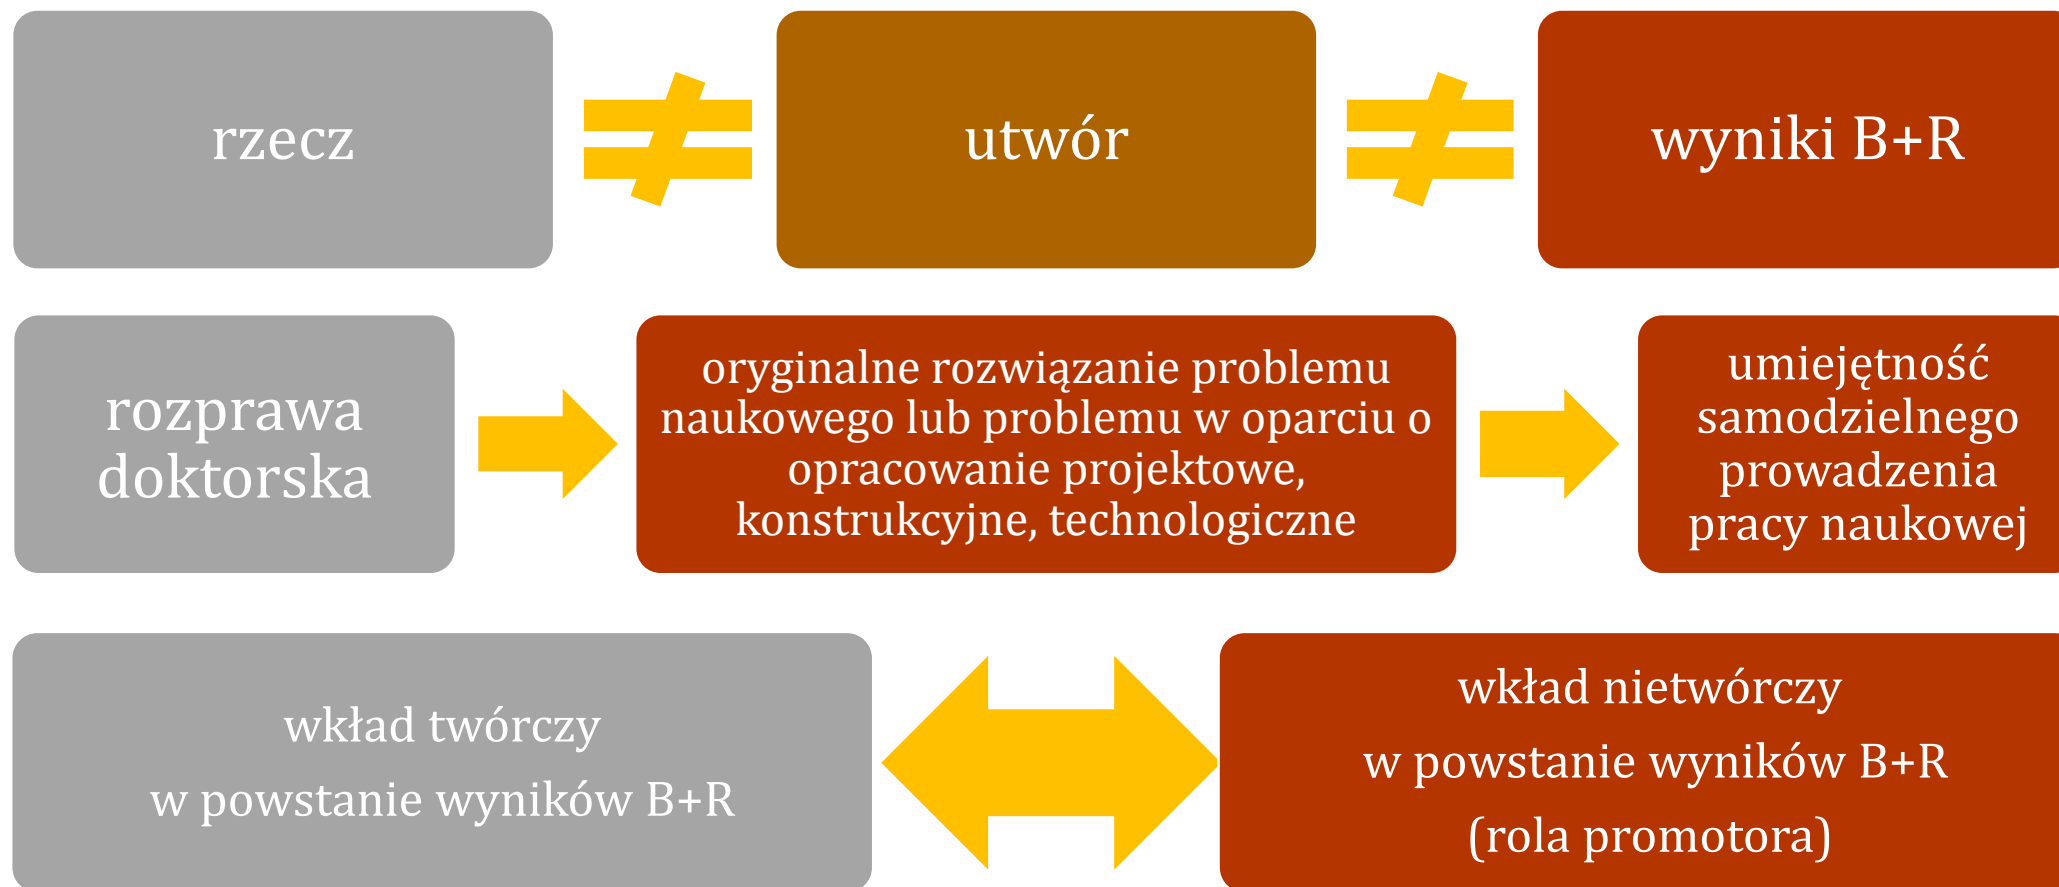 rzecz
utwór
wyniki B+R
rozprawa
doktorska
oryginalne rozwiązanie problemu
naukowego lub problemu w oparciu o
opracowanie projektowe,
konstrukcyjne, technologiczne
umiejętność
samodzielnego
prowadzenia
pracy naukowej
wkład twórczy
w powstanie wyników B+R
wkład nietwórczy
w powstanie wyników B+R
(rola promotora)